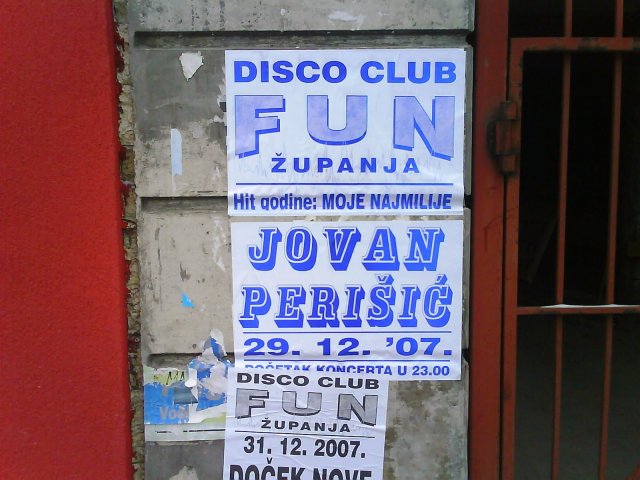 DISCO CLUB
FUN
ŽUPANJA
Hit godine: MOJE NAJMILIJE
JOVAN
PERIŠIĆ
29. 12. '07.
POČETAK KONCERTA U 23.00
DISCO CLUB
FUN
ŽUPANJA
31. 12. 2007.
DOČEK NOVE